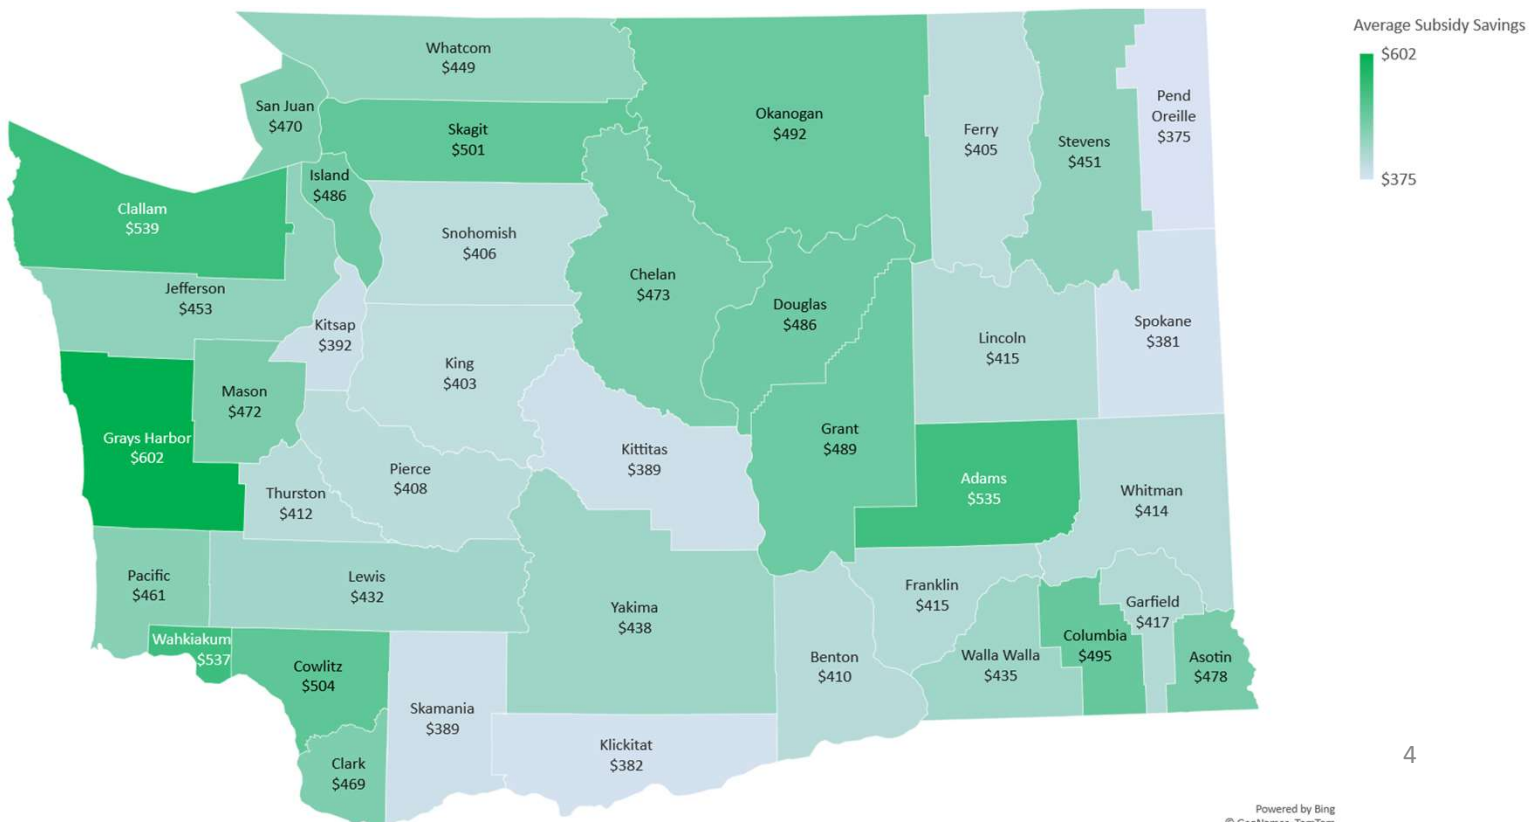 Average Subsidy Savings
$602
$375
Whatcom
$449
San Juan
$470
Skagit
$501
Okanogan
$492
Ferry
$405
Stevens
$451
Pend
Oreille
$375
Island
$486
Clallam
$539
Snohomish
$406
Chelan
$473
Jefferson
$453
Douglas
$486
Kitsap
$392
King
$403
Lincoln
$415
Spokane
$381
Mason
$472
Grays Harbor
$602
Kittitas
$389
Grant
$489
Adams
$535
Whitman
$414
Pierce
$408
Thurston
$412
Pacific
$461
Lewis
$432
Yakima
$438
Franklin
$415
Garfield
$417
Wahkiakum
$537
Cowlitz
$504
Benton
$410
Walla Walla
$435
Columbia
$495
Asotin
$478
Skamania
$389
Klickitat
$382
Clark
$469
4
Powered by Bing
© GeoNames, TomTom